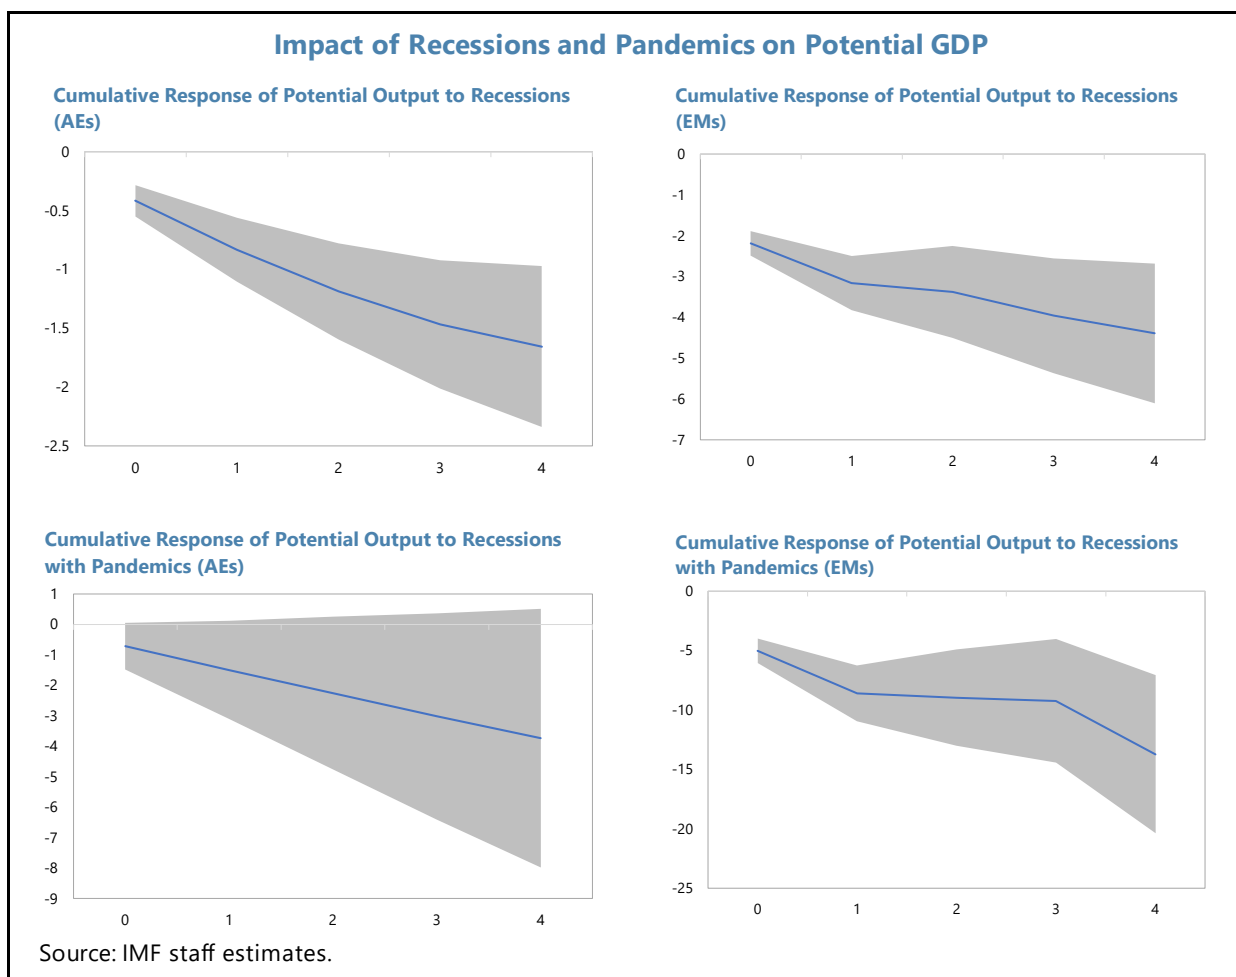 Impact of Recessions and Pandemics on Potential GDP
Cumulative Response of Potential Output to Recessions
(AEs)
0
-0.5
-1
-1.5
-2
-2.5
0 1 2 3 4
Cumulative Response of Potential Output to Recessions
(EMs)
0
-1
-2
-3
-4
-5
-6
-7
0 1 2 3 4
Cumulative Response of Potential Output to Recessions
with Pandemics (AEs)
1
0
-1
-2
-3
-4
-5
-6
-7
-8
-9
0 1 2 3 4
Cumulative Response of Potential Output to Recessions
with Pandemics (EMs)
0
-5
-10
-15
-20
-25
0 1 2 3 4
Source: IMF staff estimates.